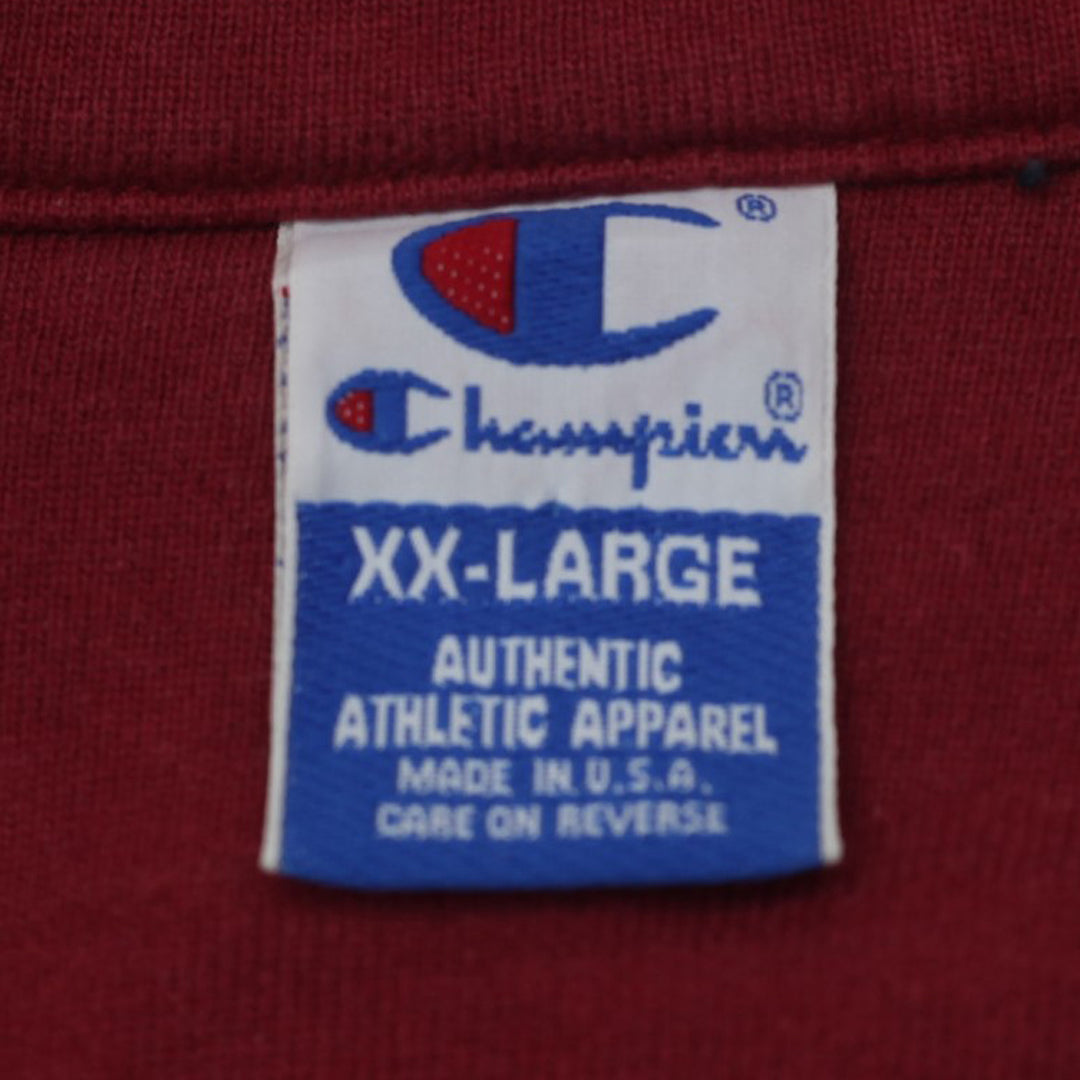 ®
Champion®
XX-LARGE
AUTHENTIC
ATHLETIC APPAREL
MADE IN U.S.A.
CARE ON REVERSE